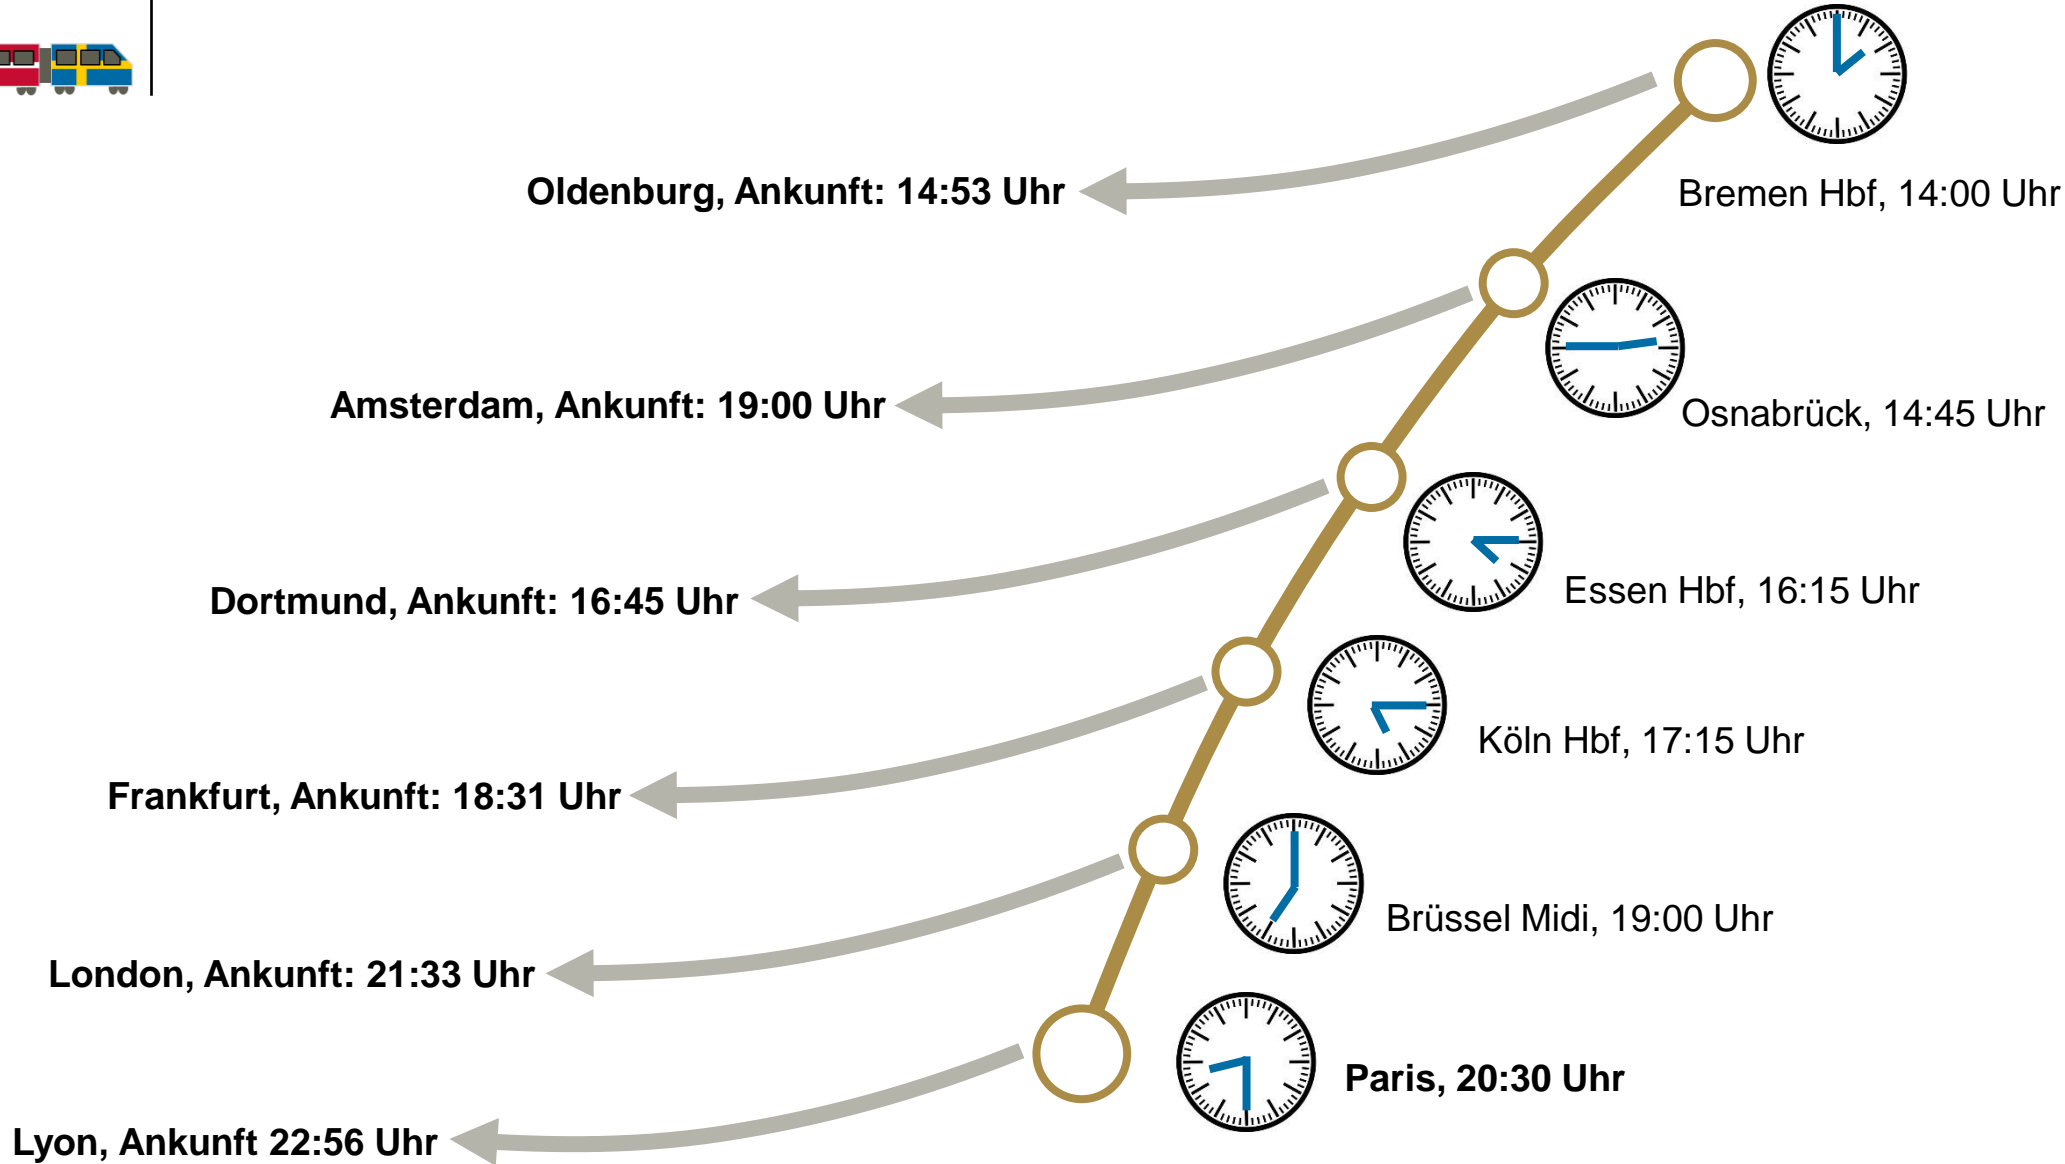 Oldenburg, Ankunft: 14:53 Uhr
Bremen Hbf, 14:00 Uhr
Amsterdam, Ankunft: 19:00 Uhr
Osnabrück, 14:45 Uhr
Dortmund, Ankunft: 16:45 Uhr
Essen Hbf, 16:15 Uhr
Köln Hbf, 17:15 Uhr
Frankfurt, Ankunft: 18:31 Uhr
Brüssel Midi, 19:00 Uhr
London, Ankunft: 21:33 Uhr
Paris, 20:30 Uhr
Lyon, Ankunft 22:56 Uhr